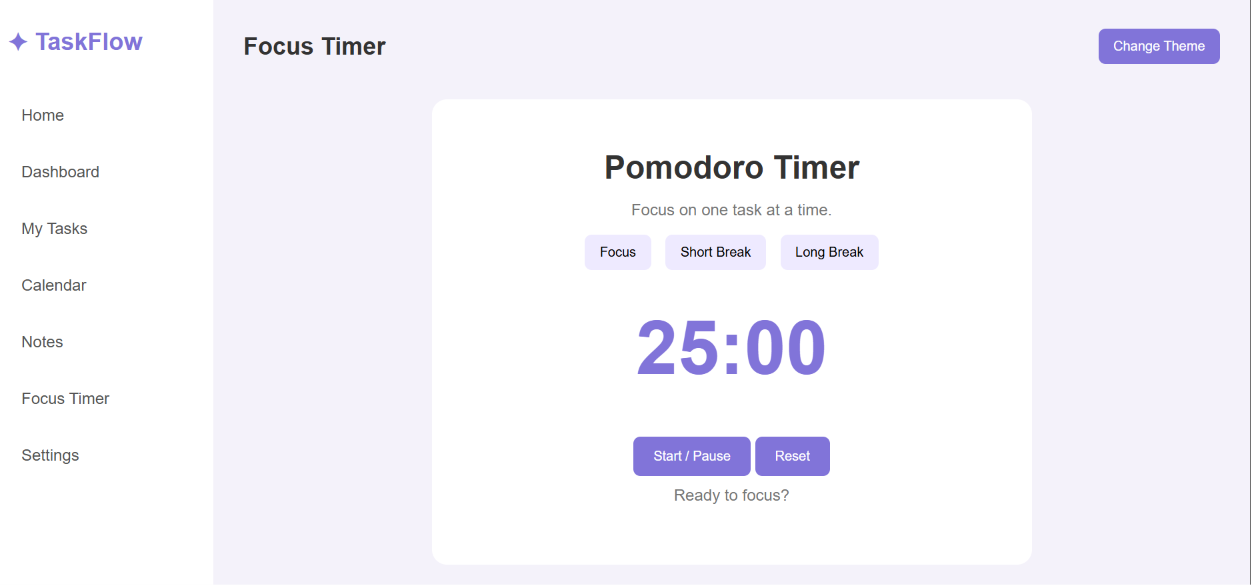 ✦ TaskFlow
Home
Dashboard
My Tasks
Calendar
Notes
Focus Timer
Settings
Focus Timer
Change Theme
Pomodoro Timer
Focus on one task at a time.
Focus Short Break Long Break
25:00
Start / Pause Reset
Ready to focus?